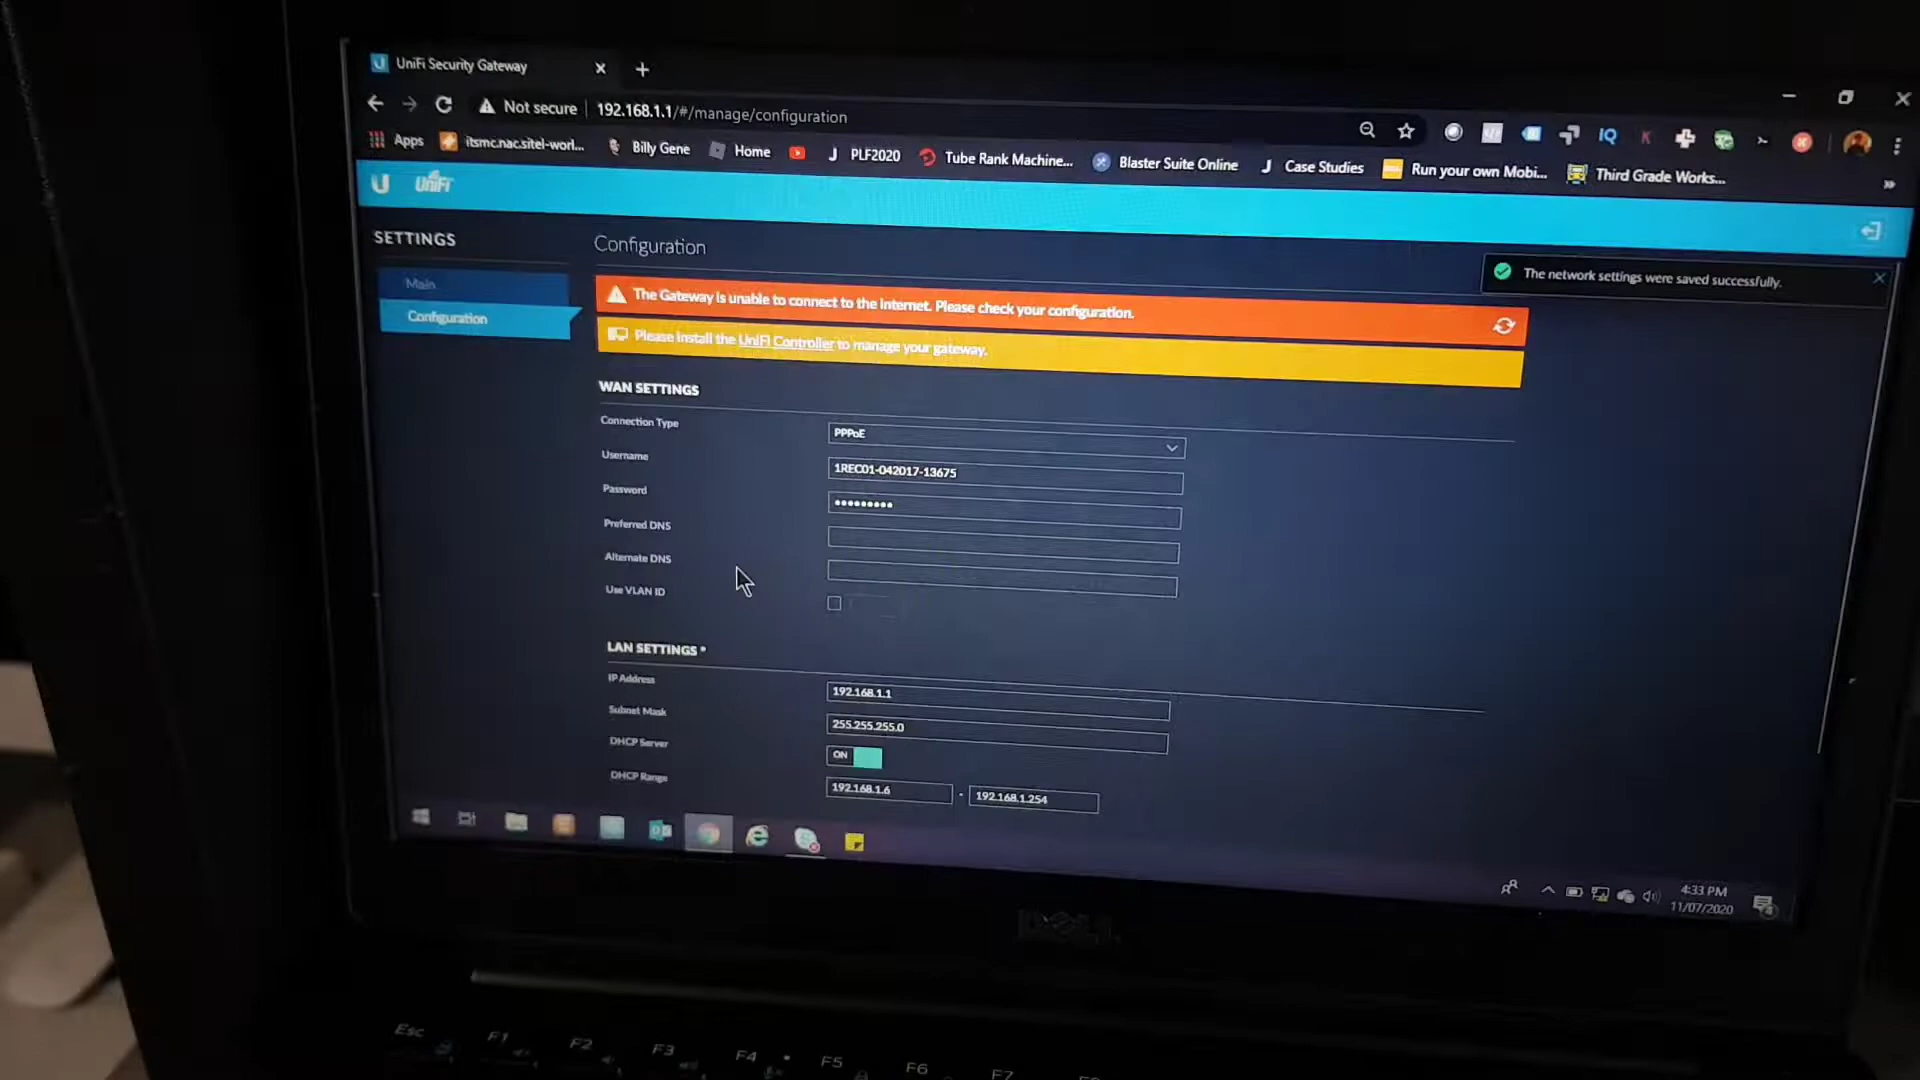 UniFi Security Gateway
Not secure 192.168.1.1/#/manage/configuration
Apps itsmc.nac.sitel-worl... Billy Gene Home PLF2020 Tube Rank Machine... Blaster Suite Online Case Studies Run your own Mobi... Third Grade Works... »
U UniFi
SETTINGS
Main
Configuration
Configuration
The network settings were saved successfully.
The Gateway is unable to connect to the Internet. Please check your configuration.
Please install the UniFi Controller to manage your gateway.
WAN SETTINGS
Connection Type PPPoE
Username 1REC01-042017-13675
Password •••••••••
Preferred DNS
Alternate DNS
Use VLAN ID
LAN SETTINGS •
IP Address 192.168.1.1
Subnet Mask 255.255.255.0
DHCP Server ON
DHCP Range 192.168.1.6 - 192.168.1.254
4:33 PM
11/07/2020
DELL
Esc F1 F2 F3 F4 F5 F6 F7